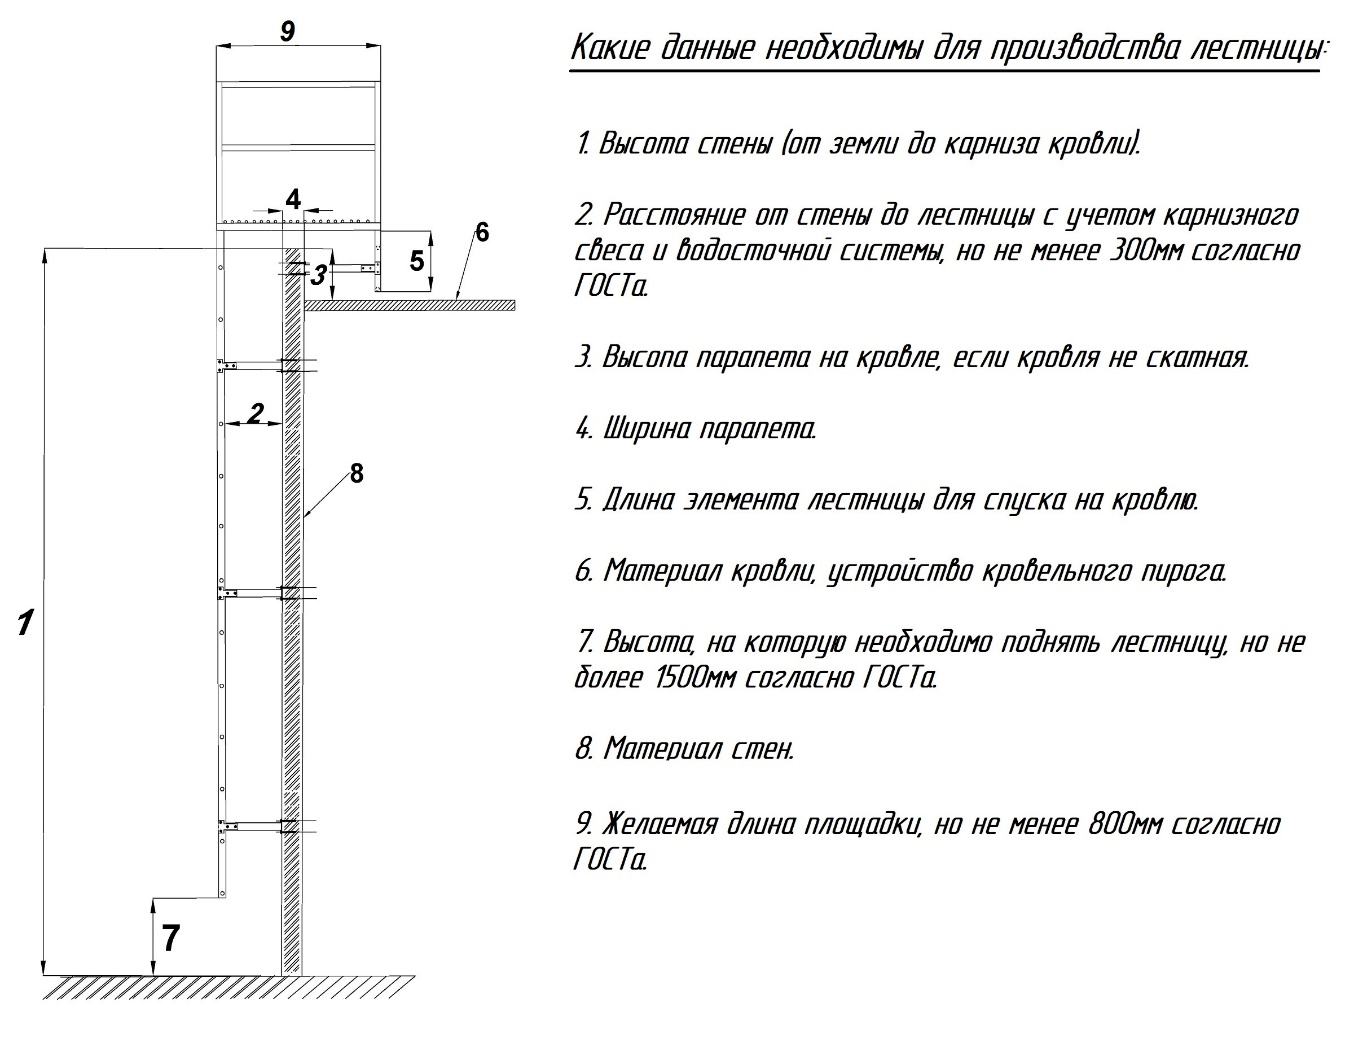 9
Какие данные необходимы для производства лестницы:
1. Высота стены (от земли до карниза кровли).
4
2. Расстояние от стены до лестницы с учетом карнизного
свеса и водосточной системы, но не менее 300мм согласно
ГОСТа.
6
5
3
3. Высопа парапета на кровле, если кровля не скатная.
2
4. Ширина парапета.
8
5. Длина элемента лестницы для спуска на кровлю.
6. Материал кровли, устройство кровельного пирога.
1
7. Высота, на которую необходимо поднять лестницу, но не
более 1500мм согласно ГОСТа.
8. Материал стен.
9. Желаемая длина площадки, но не менее 800мм согласно
ГОСТа.
7